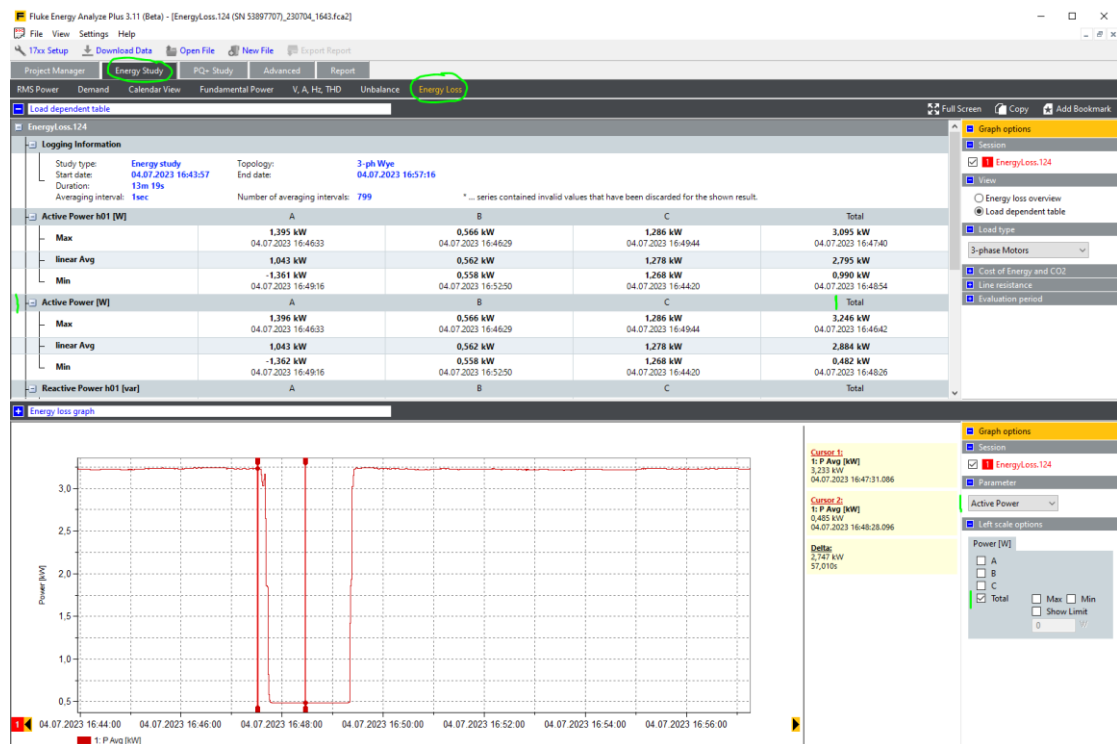 Fluke Energy Analyze Plus 3.11 (Beta) - [EnergyLoss.124 (SN 53897707)_230704_1643.fca2]
File View Settings Help
17xx Setup Download Data Open File New File Export Report
Project Manager Energy Study PQ+ Study Advanced Report
RMS Power Demand Calendar View Fundamental Power V, A, Hz, THD Unbalance Energy Loss
Load dependent table Full Screen Copy Add Bookmark
EnergyLoss.124
Logging Information
Study type: Energy study Topology: 3-ph Wye
Start date: 04.07.2023 16:43:57 End date: 04.07.2023 16:57:16
Duration: 13m 19s
Averaging interval: 1sec Number of averaging intervals: 799 * ... series contained invalid values that have been discarded for the shown result.
Active Power h01 [W] A B C Total
Max 1,395 kW 0,566 kW 1,286 kW 3,095 kW
04.07.2023 16:46:33 04.07.2023 16:46:29 04.07.2023 16:49:44 04.07.2023 16:47:40
linear Avg 1,043 kW 0,562 kW 1,278 kW 2,795 kW
Min -1,361 kW 0,558 kW 1,268 kW 0,990 kW
04.07.2023 16:49:16 04.07.2023 16:52:50 04.07.2023 16:44:20 04.07.2023 16:48:54
Active Power [W] A B C Total
Max 1,396 kW 0,566 kW 1,286 kW 3,246 kW
04.07.2023 16:46:33 04.07.2023 16:46:29 04.07.2023 16:49:44 04.07.2023 16:46:42
linear Avg 1,043 kW 0,562 kW 1,278 kW 2,884 kW
Min -1,362 kW 0,558 kW 1,268 kW 0,482 kW
04.07.2023 16:49:16 04.07.2023 16:52:50 04.07.2023 16:44:20 04.07.2023 16:48:26
Reactive Power h01 [var] A B C Total
Graph options
Session
1 EnergyLoss.124
View
Energy loss overview
Load dependent table
Load type
3-phase Motors
Cost of Energy and CO2
Line resistance
Evaluation period
Energy loss graph
Power [kW]
3,0
2,5
2,0
1,5
1,0
0,5
1 04.07.2023 16:44:00 04.07.2023 16:46:00 04.07.2023 16:48:00 04.07.2023 16:50:00 04.07.2023 16:52:00 04.07.2023 16:54:00 04.07.2023 16:56:00
1: P Avg [kW]
Cursor 1:
1: P Avg [kW]
3,233 kW
04.07.2023 16:47:31.086
Cursor 2:
1: P Avg [kW]
0,485 kW
04.07.2023 16:48:28.096
Delta:
2,747 kW
57,010s
Graph options
Session
1 EnergyLoss.124
Parameter
Active Power
Left scale options
Power [W]
A
B
C
Total Max Min
Show Limit
0 W